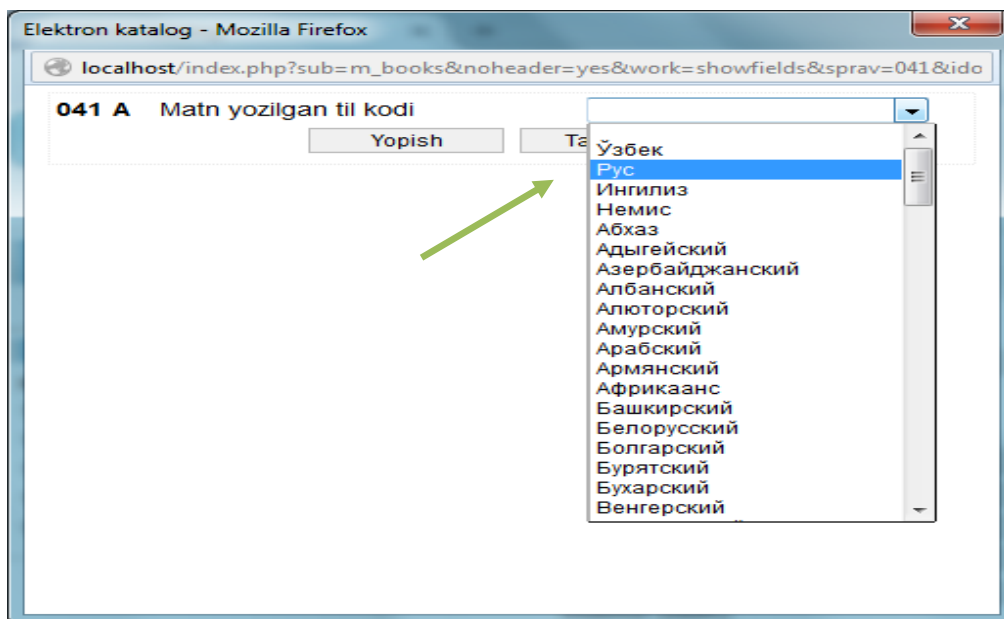 Elektron katalog - Mozilla Firefox
localhost/index.php?sub=m_books&noheader=yes&work=showfields&sprav=041&ido
041 A Matn yozilgan til kodi
Yopish
Ўзбек
Рус
Ингилиз
Немис
Абхаз
Адыгейский
Азербайджанский
Албанский
Алюторский
Амурский
Арабский
Армянский
Африкаанс
Башкирский
Белорусский
Болгарский
Бурятский
Бухарский
Венгерский